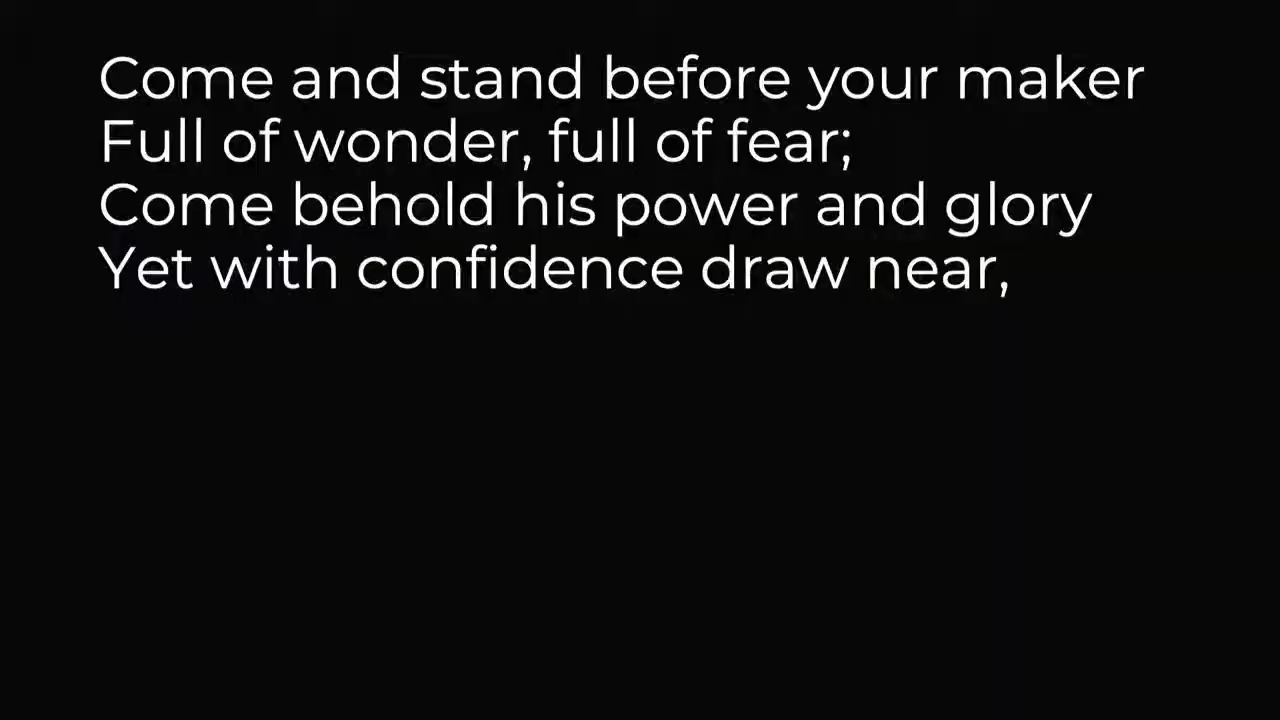 Come and stand before your maker
Full of wonder, full of fear;
Come behold his power and glory
Yet with confidence draw near,